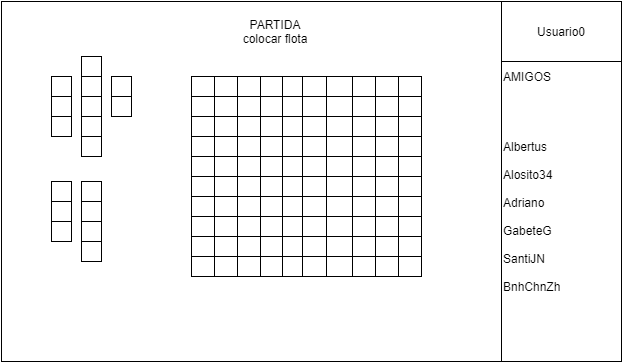 PARTIDA
colocar flota
Usuario0
AMIGOS
Albertus
Alosito34
Adriano
GabeteG
SantiJN
BnhChnZh